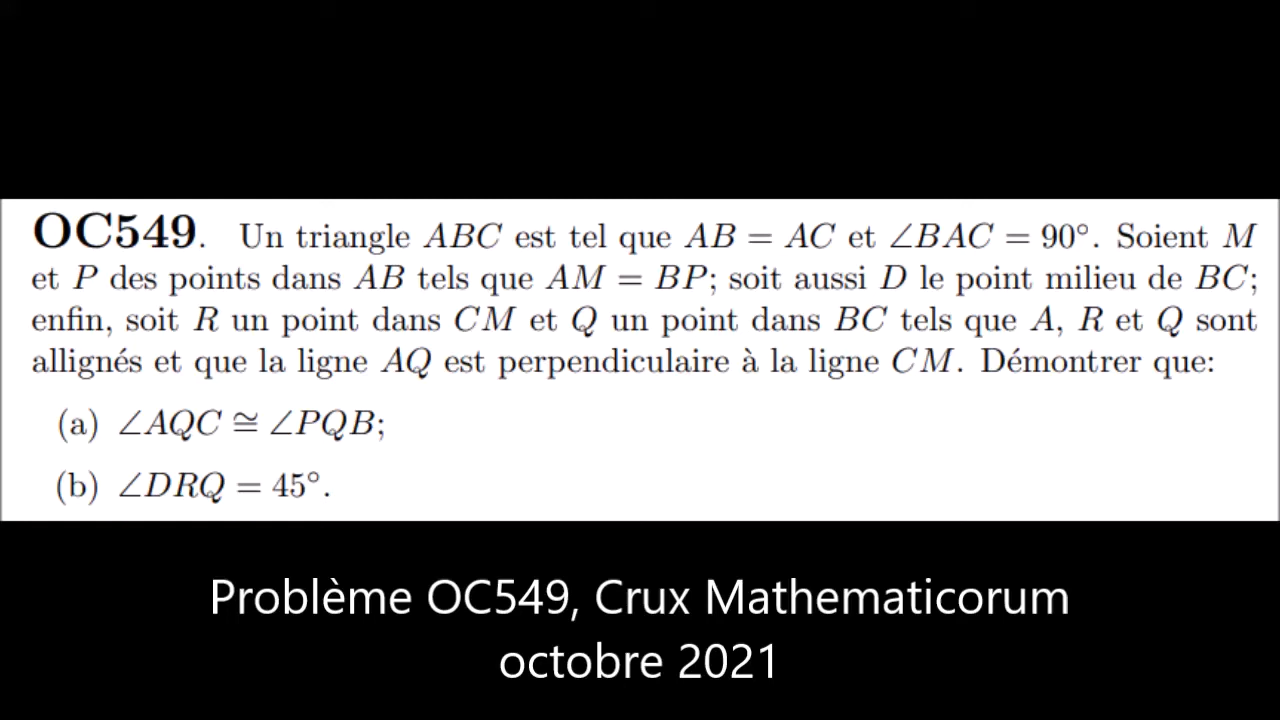 OC549. Un triangle ABC est tel que AB = AC et ∠BAC = 90°. Soient M
et P des points dans AB tels que AM = BP; soit aussi D le point milieu de BC;
enfin, soit R un point dans CM et Q un point dans BC tels que A, R et Q sont
allignés et que la ligne AQ est perpendiculaire à la ligne CM. Démontrer que:
(a) ∠AQC ≅ ∠PQB;
(b) ∠DRQ = 45°.
Problème OC549, Crux Mathematicorum
octobre 2021